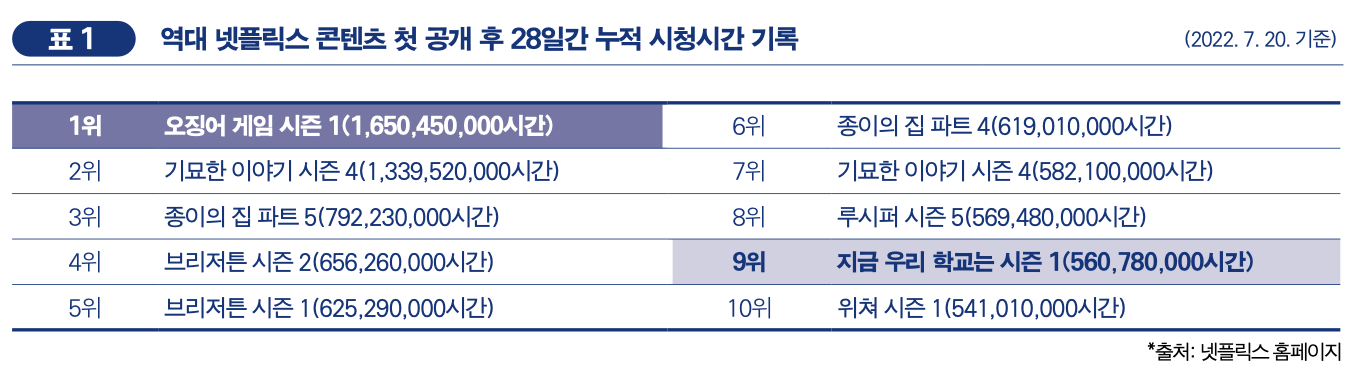 표 1 역대 넷플릭스 콘텐츠 첫 공개 후 28일간 누적 시청시간 기록 (2022. 7. 20. 기준)
1위 오징어 게임 시즌 1(1,650,450,000시간) 6위 종이의 집 파트 4(619,010,000시간)
2위 기묘한 이야기 시즌 4(1,339,520,000시간) 7위 기묘한 이야기 시즌 4(582,100,000시간)
3위 종이의 집 파트 5(792,230,000시간) 8위 루시퍼 시즌 5(569,480,000시간)
4위 브리저튼 시즌 2(656,260,000시간) 9위 지금 우리 학교는 시즌 1(560,780,000시간)
5위 브리저튼 시즌 1(625,290,000시간) 10위 위쳐 시즌 1(541,010,000시간)
*출처: 넷플릭스 홈페이지